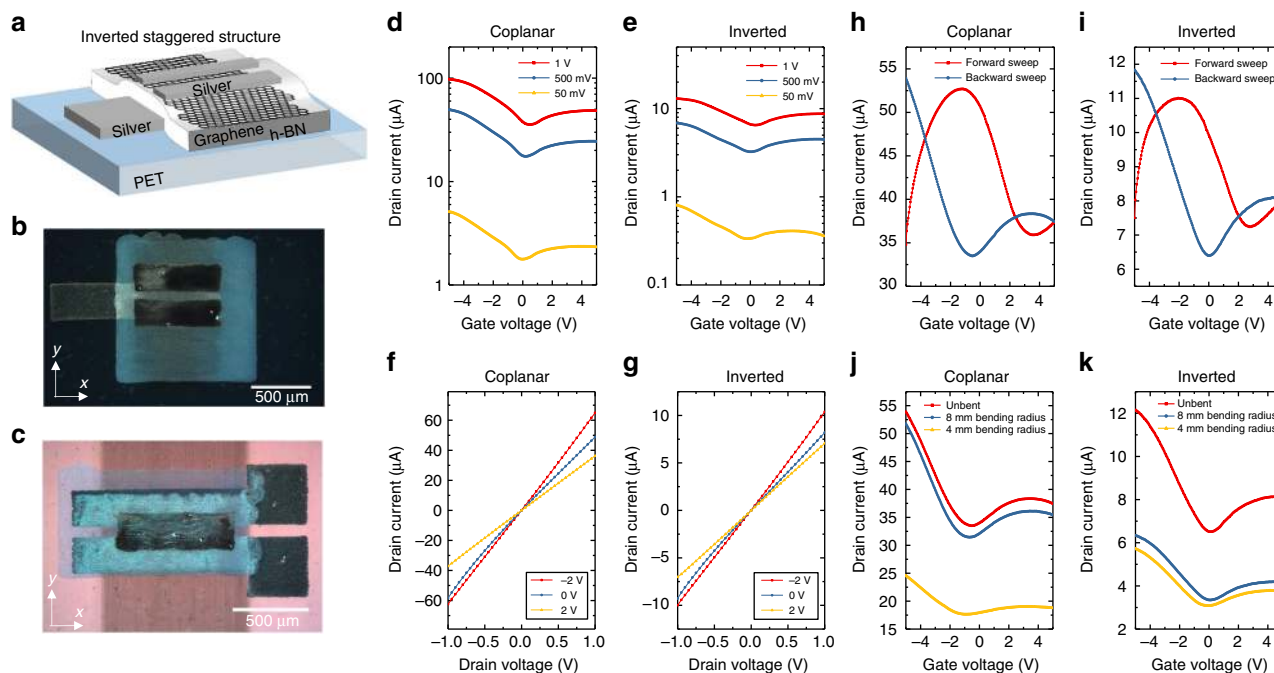 a
Inverted staggered structure
Silver
Silver
Graphene
h-BN
PET
b
y
x
500 μm
c
y
x
500 μm
d
Coplanar
1 V
500 mV
50 mV
100
10
1
Drain current (μA)
−4 −2 0 2 4
Gate voltage (V)
e
Inverted
1 V
500 mV
50 mV
100
10
1
0.1
Drain current (μA)
−4 −2 0 2 4
Gate voltage (V)
h
Coplanar
Forward sweep
Backward sweep
55
50
45
40
35
30
Drain current (μA)
−4 −2 0 2 4
Gate voltage (V)
i
Inverted
Forward sweep
Backward sweep
12
11
10
9
8
7
6
Drain current (μA)
−4 −2 0 2 4
Gate voltage (V)
f
Coplanar
60
40
20
0
−20
−40
−60
Drain current (μA)
−2 V
0 V
2 V
−1.0 −0.5 0.0 0.5 1.0
Drain voltage (V)
g
Inverted
10
5
0
−5
−10
Drain current (μA)
−2 V
0 V
2 V
−1.0 −0.5 0.0 0.5 1.0
Drain voltage (V)
j
Coplanar
Unbent
8 mm bending radius
4 mm bending radius
55
50
45
40
35
30
25
20
15
Drain current (μA)
−4 −2 0 2 4
Gate voltage (V)
k
Inverted
Unbent
8 mm bending radius
4 mm bending radius
12
10
8
6
4
2
Drain current (μA)
−4 −2 0 2 4
Gate voltage (V)